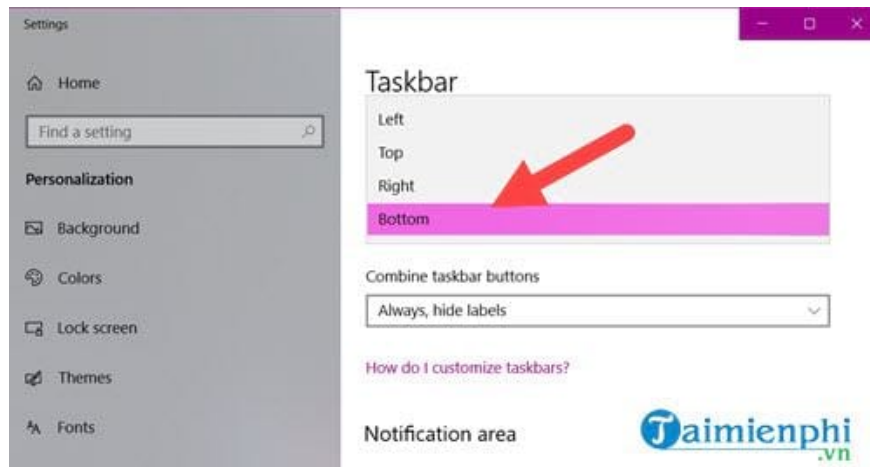 Settings
Home
Find a setting
Personalization
Background
Colors
Lock screen
Themes
Fonts
Taskbar
Left
Top
Right
Bottom
Combine taskbar buttons
Always, hide labels
How do I customize taskbars?
Notification area
Taimienphi
.vn